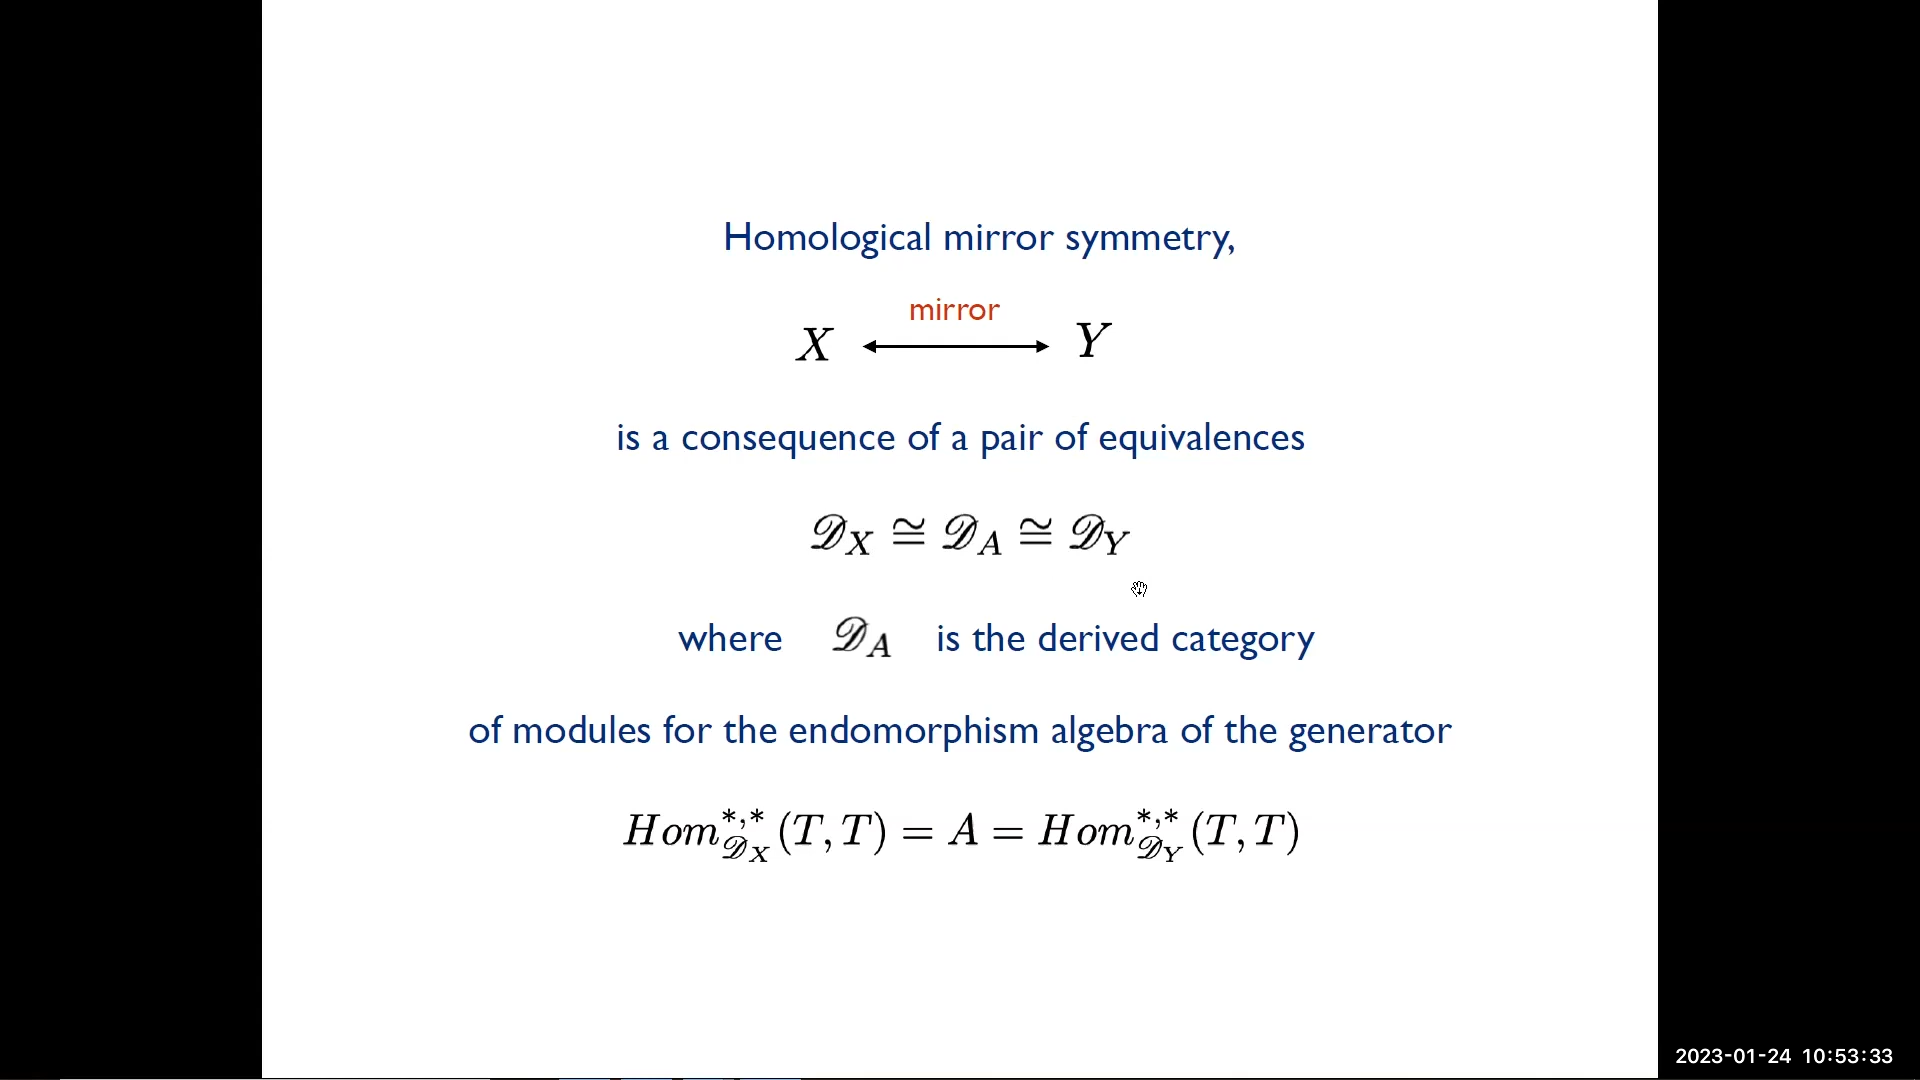 Homological mirror symmetry,
mirror
X ⟷ Y
is a consequence of a pair of equivalences
𝒟_X ≅ 𝒟_A ≅ 𝒟_Y
where 𝒟_A is the derived category
of modules for the endomorphism algebra of the generator
Hom^{*,*}_{𝒟_X}(T,T) = A = Hom^{*,*}_{𝒟_Y}(T,T)
2023-01-24 10:53:33